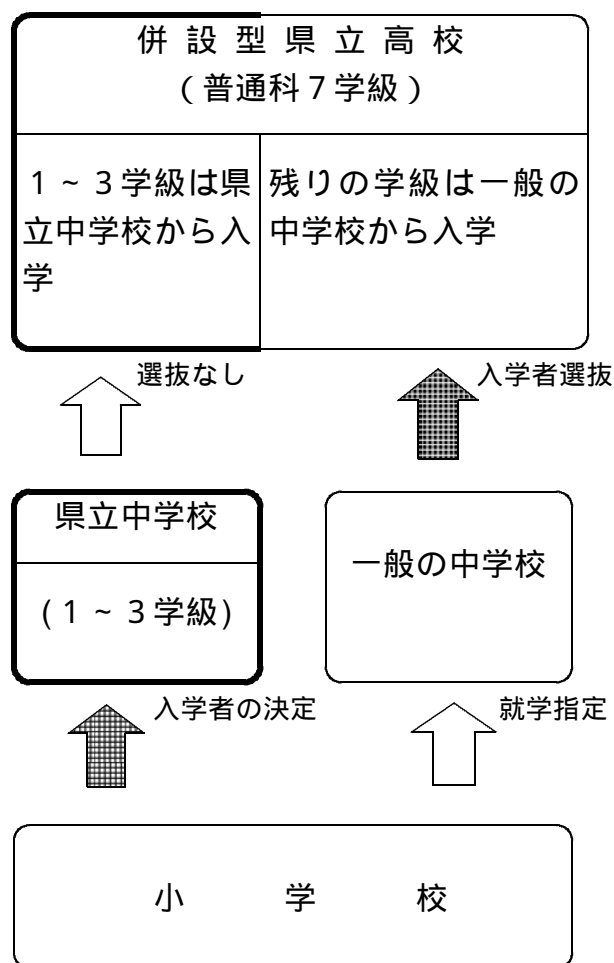 併設型県立高校
(普通科7学級)
1~3学級は県
立中学校から入
学
残りの学級は一般の
中学校から入学
選抜なし
入学者選抜
県立中学校
(1~3学級)
一般の中学校
入学者の決定
就学指定
小学校